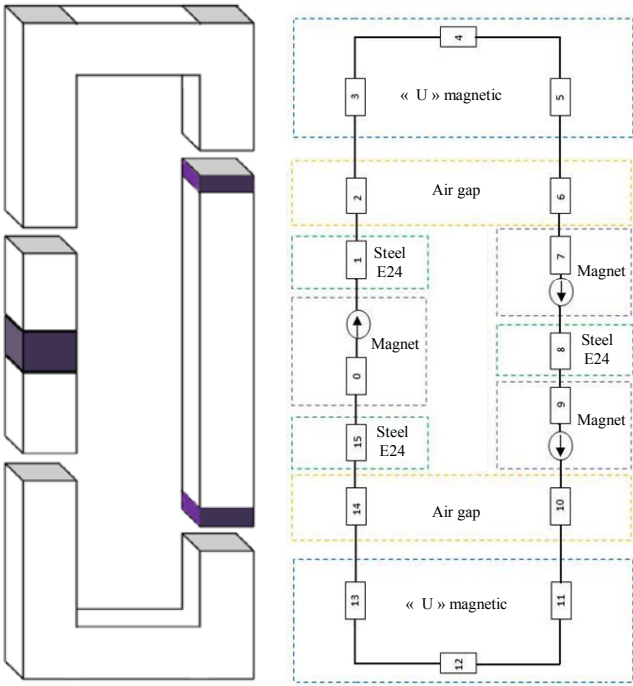 4
« U » magnetic
3
5
Air gap
2
6
1
Steel
E24
7
Magnet
Magnet
0
8
Steel
E24
9
Magnet
15
Steel
E24
14
Air gap
10
13
« U » magnetic
11
12